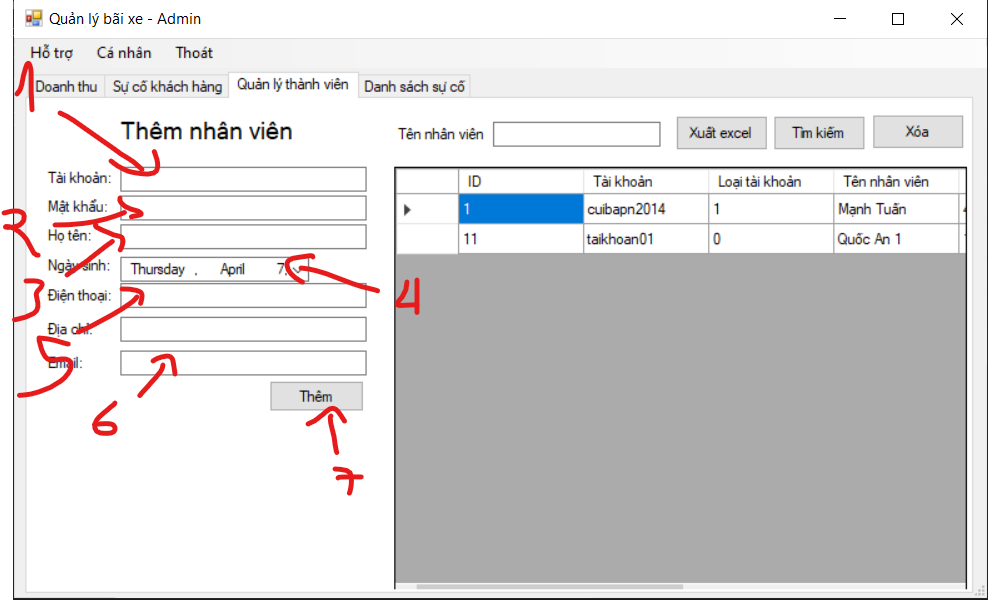 Quản lý bãi xe - Admin
Hỗ trợ Cá nhân Thoát
1
Doanh thu Sự cố khách hàng Quản lý thành viên Danh sách sự cố
Thêm nhân viên
Tên nhân viên Xuất excel Tìm kiếm Xóa
Tài khoản:
2 Mật khẩu:
Họ tên:
Ngày sinh: Thursday , April 7,
3 Điện thoại: 4
Địa chỉ:
5 Email:
6
Thêm
7
ID Tài khoản Loại tài khoản Tên nhân viên
1 cuibapn2014 1 Mạnh Tuấn
11 taikhoan01 0 Quốc An 1